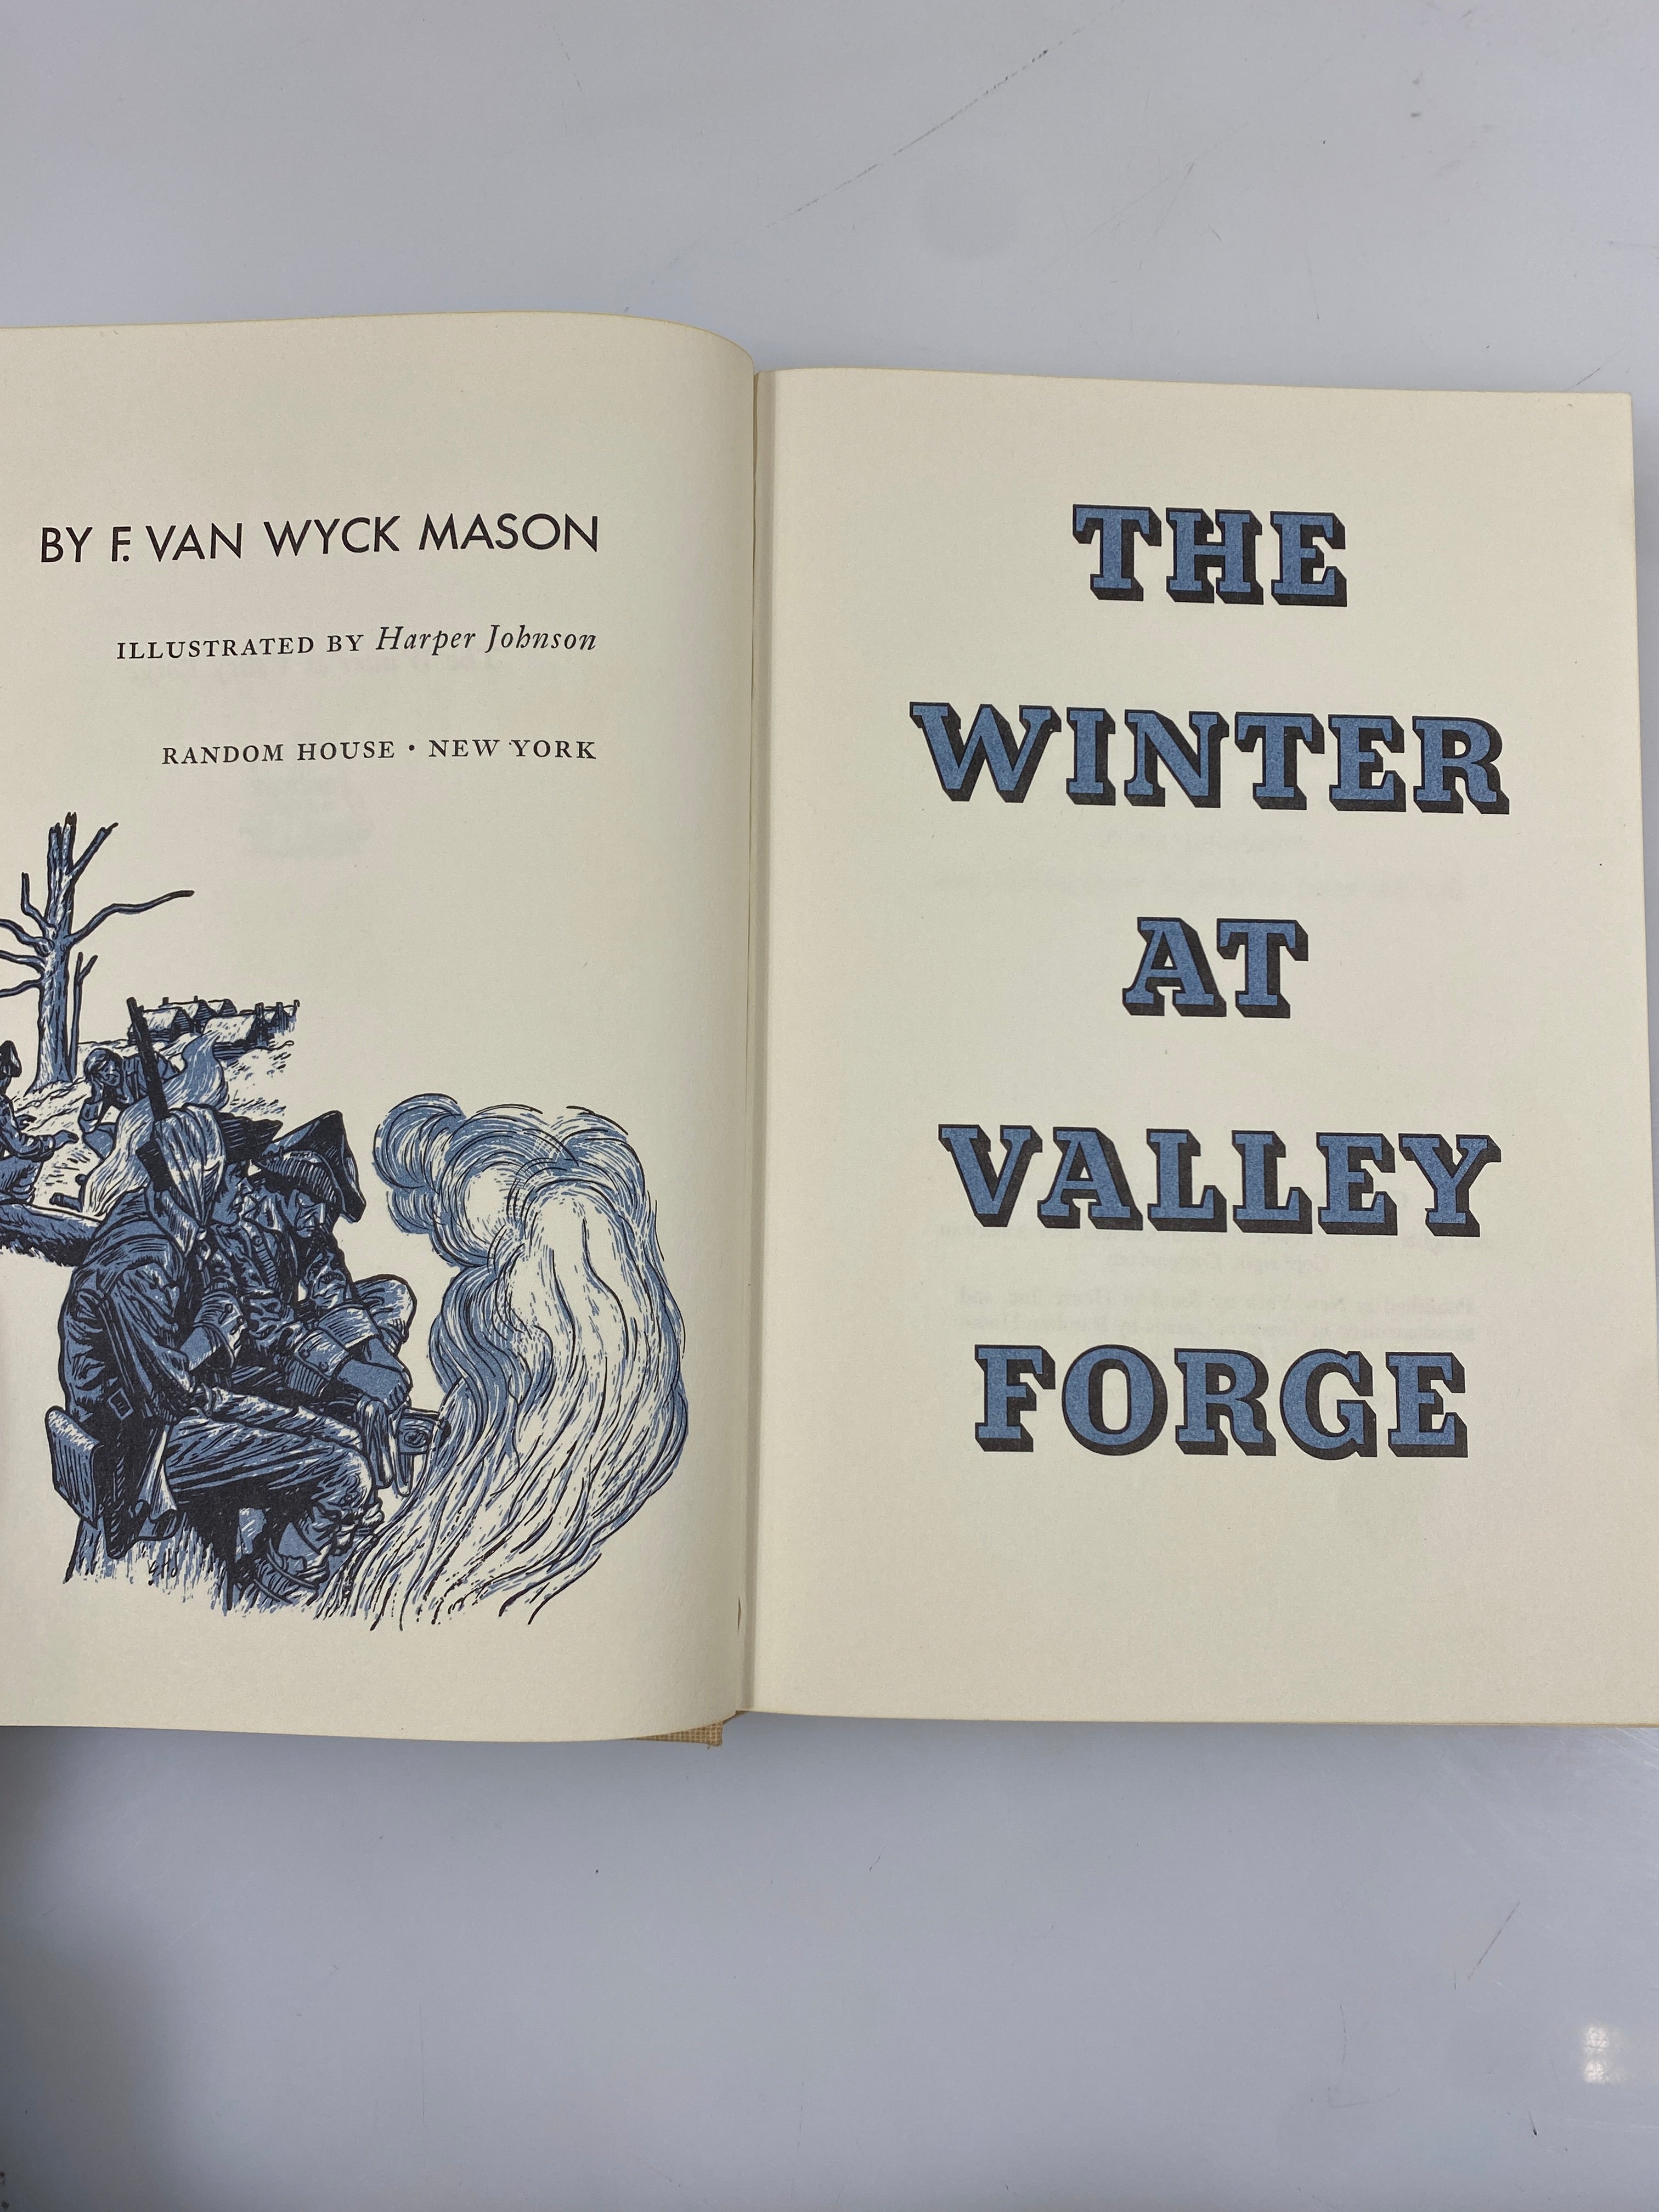 BY F. VAN WYCK MASON
ILLUSTRATED BY Harper Johnson
RANDOM HOUSE • NEW YORK
THE
WINTER
AT
VALLEY
FORGE